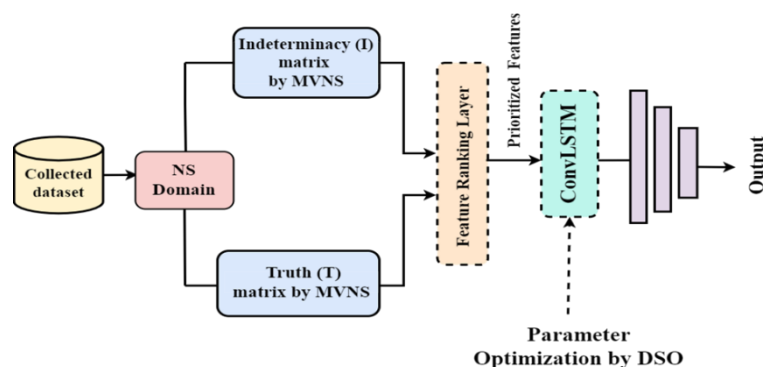 Indeterminacy (I)
matrix
by MVNS
Collected
dataset
NS
Domain
Truth (T)
matrix by MVNS
Feature Ranking Layer
Prioritized Features
ConvLSTM
Output
Parameter
Optimization by DSO